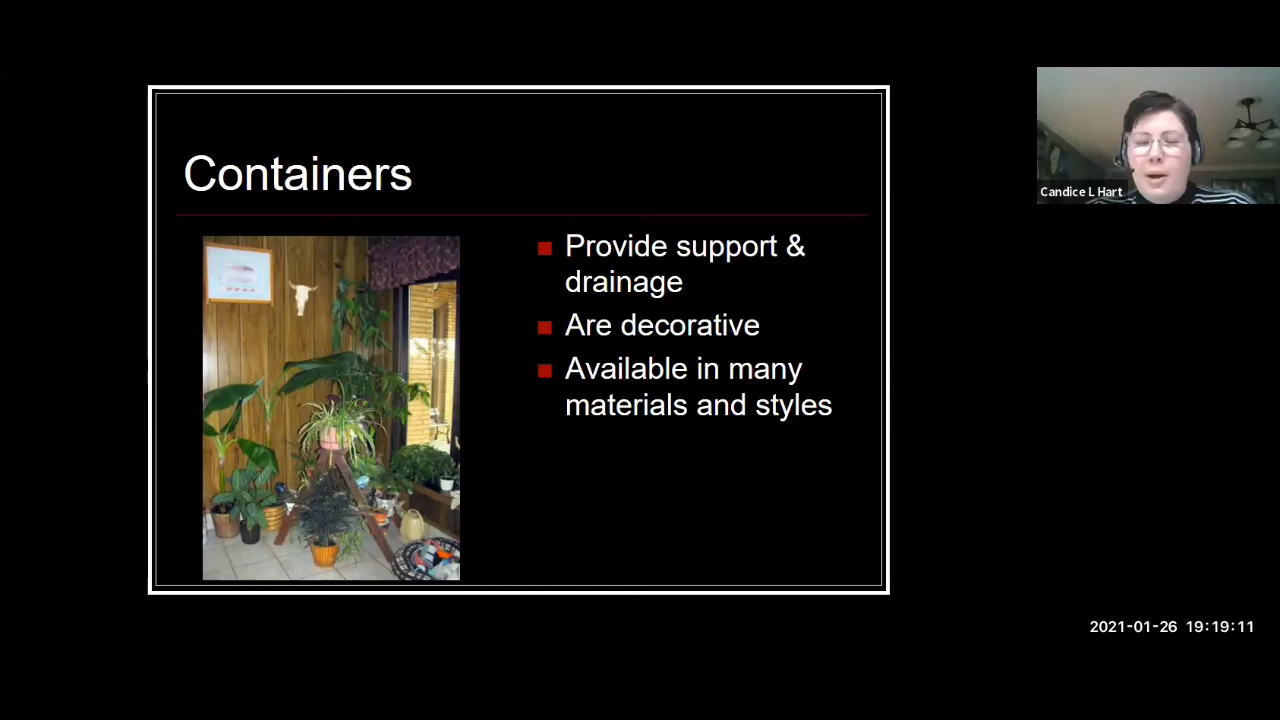 Containers
Provide support &
drainage
Are decorative
Available in many
materials and styles
Candice L Hart
2021-01-26 19:19:11